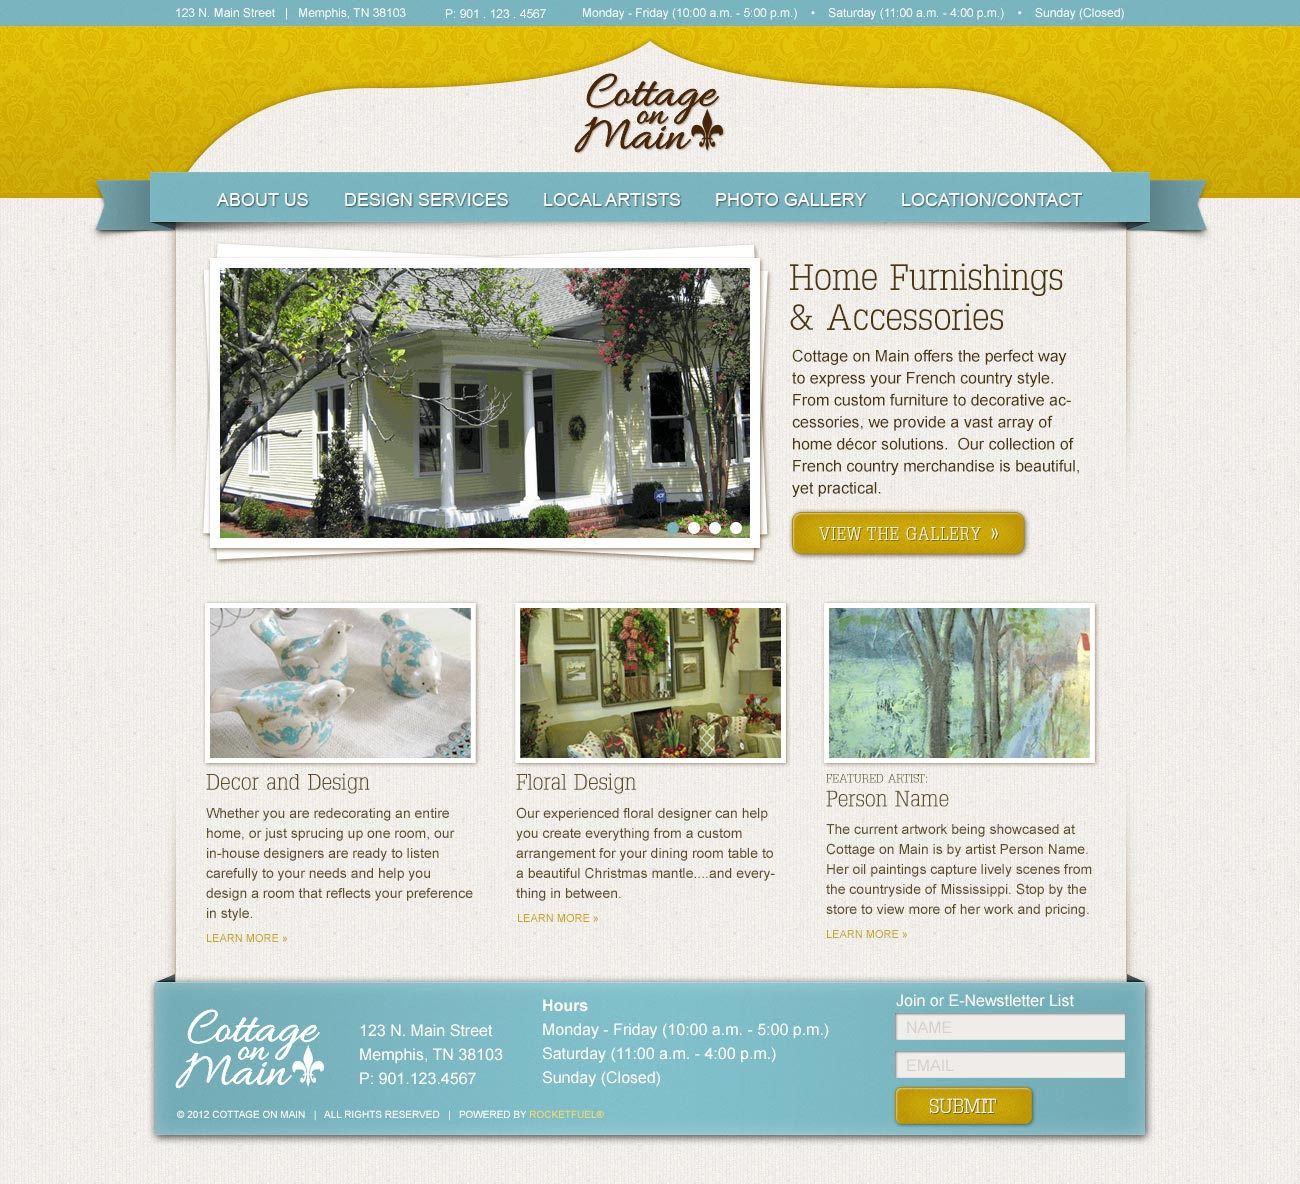 123 N. Main Street | Memphis, TN 38103 P: 901 . 123 . 4567 Monday - Friday (10:00 a.m. - 5:00 p.m.) • Saturday (11:00 a.m. - 4:00 p.m.) • Sunday (Closed)
Cottage
on
Main
ABOUT US DESIGN SERVICES LOCAL ARTISTS PHOTO GALLERY LOCATION/CONTACT
Home Furnishings
& Accessories
Cottage on Main offers the perfect way
to express your French country style.
From custom furniture to decorative ac-
cessories, we provide a vast array of
home décor solutions. Our collection of
French country merchandise is beautiful,
yet practical.
VIEW THE GALLERY »
ADT
Decor and Design
Whether you are redecorating an entire
home, or just sprucing up one room, our
in-house designers are ready to listen
carefully to your needs and help you
design a room that reflects your preference
in style.
LEARN MORE »
Floral Design
Our experienced floral designer can help
you create everything from a custom
arrangement for your dining room table to
a beautiful Christmas mantle....and every-
thing in between.
LEARN MORE »
FEATURED ARTIST:
Person Name
The current artwork being showcased at
Cottage on Main is by artist Person Name.
Her oil paintings capture lively scenes from
the countryside of Mississippi. Stop by the
store to view more of her work and pricing.
LEARN MORE »
Cottage
on
Main
123 N. Main Street
Memphis, TN 38103
P: 901.123.4567
Hours
Monday - Friday (10:00 a.m. - 5:00 p.m.)
Saturday (11:00 a.m. - 4:00 p.m.)
Sunday (Closed)
Join or E-Newstletter List
NAME
EMAIL
SUBMIT
© 2012 COTTAGE ON MAIN | ALL RIGHTS RESERVED | POWERED BY ROCKETFUEL®